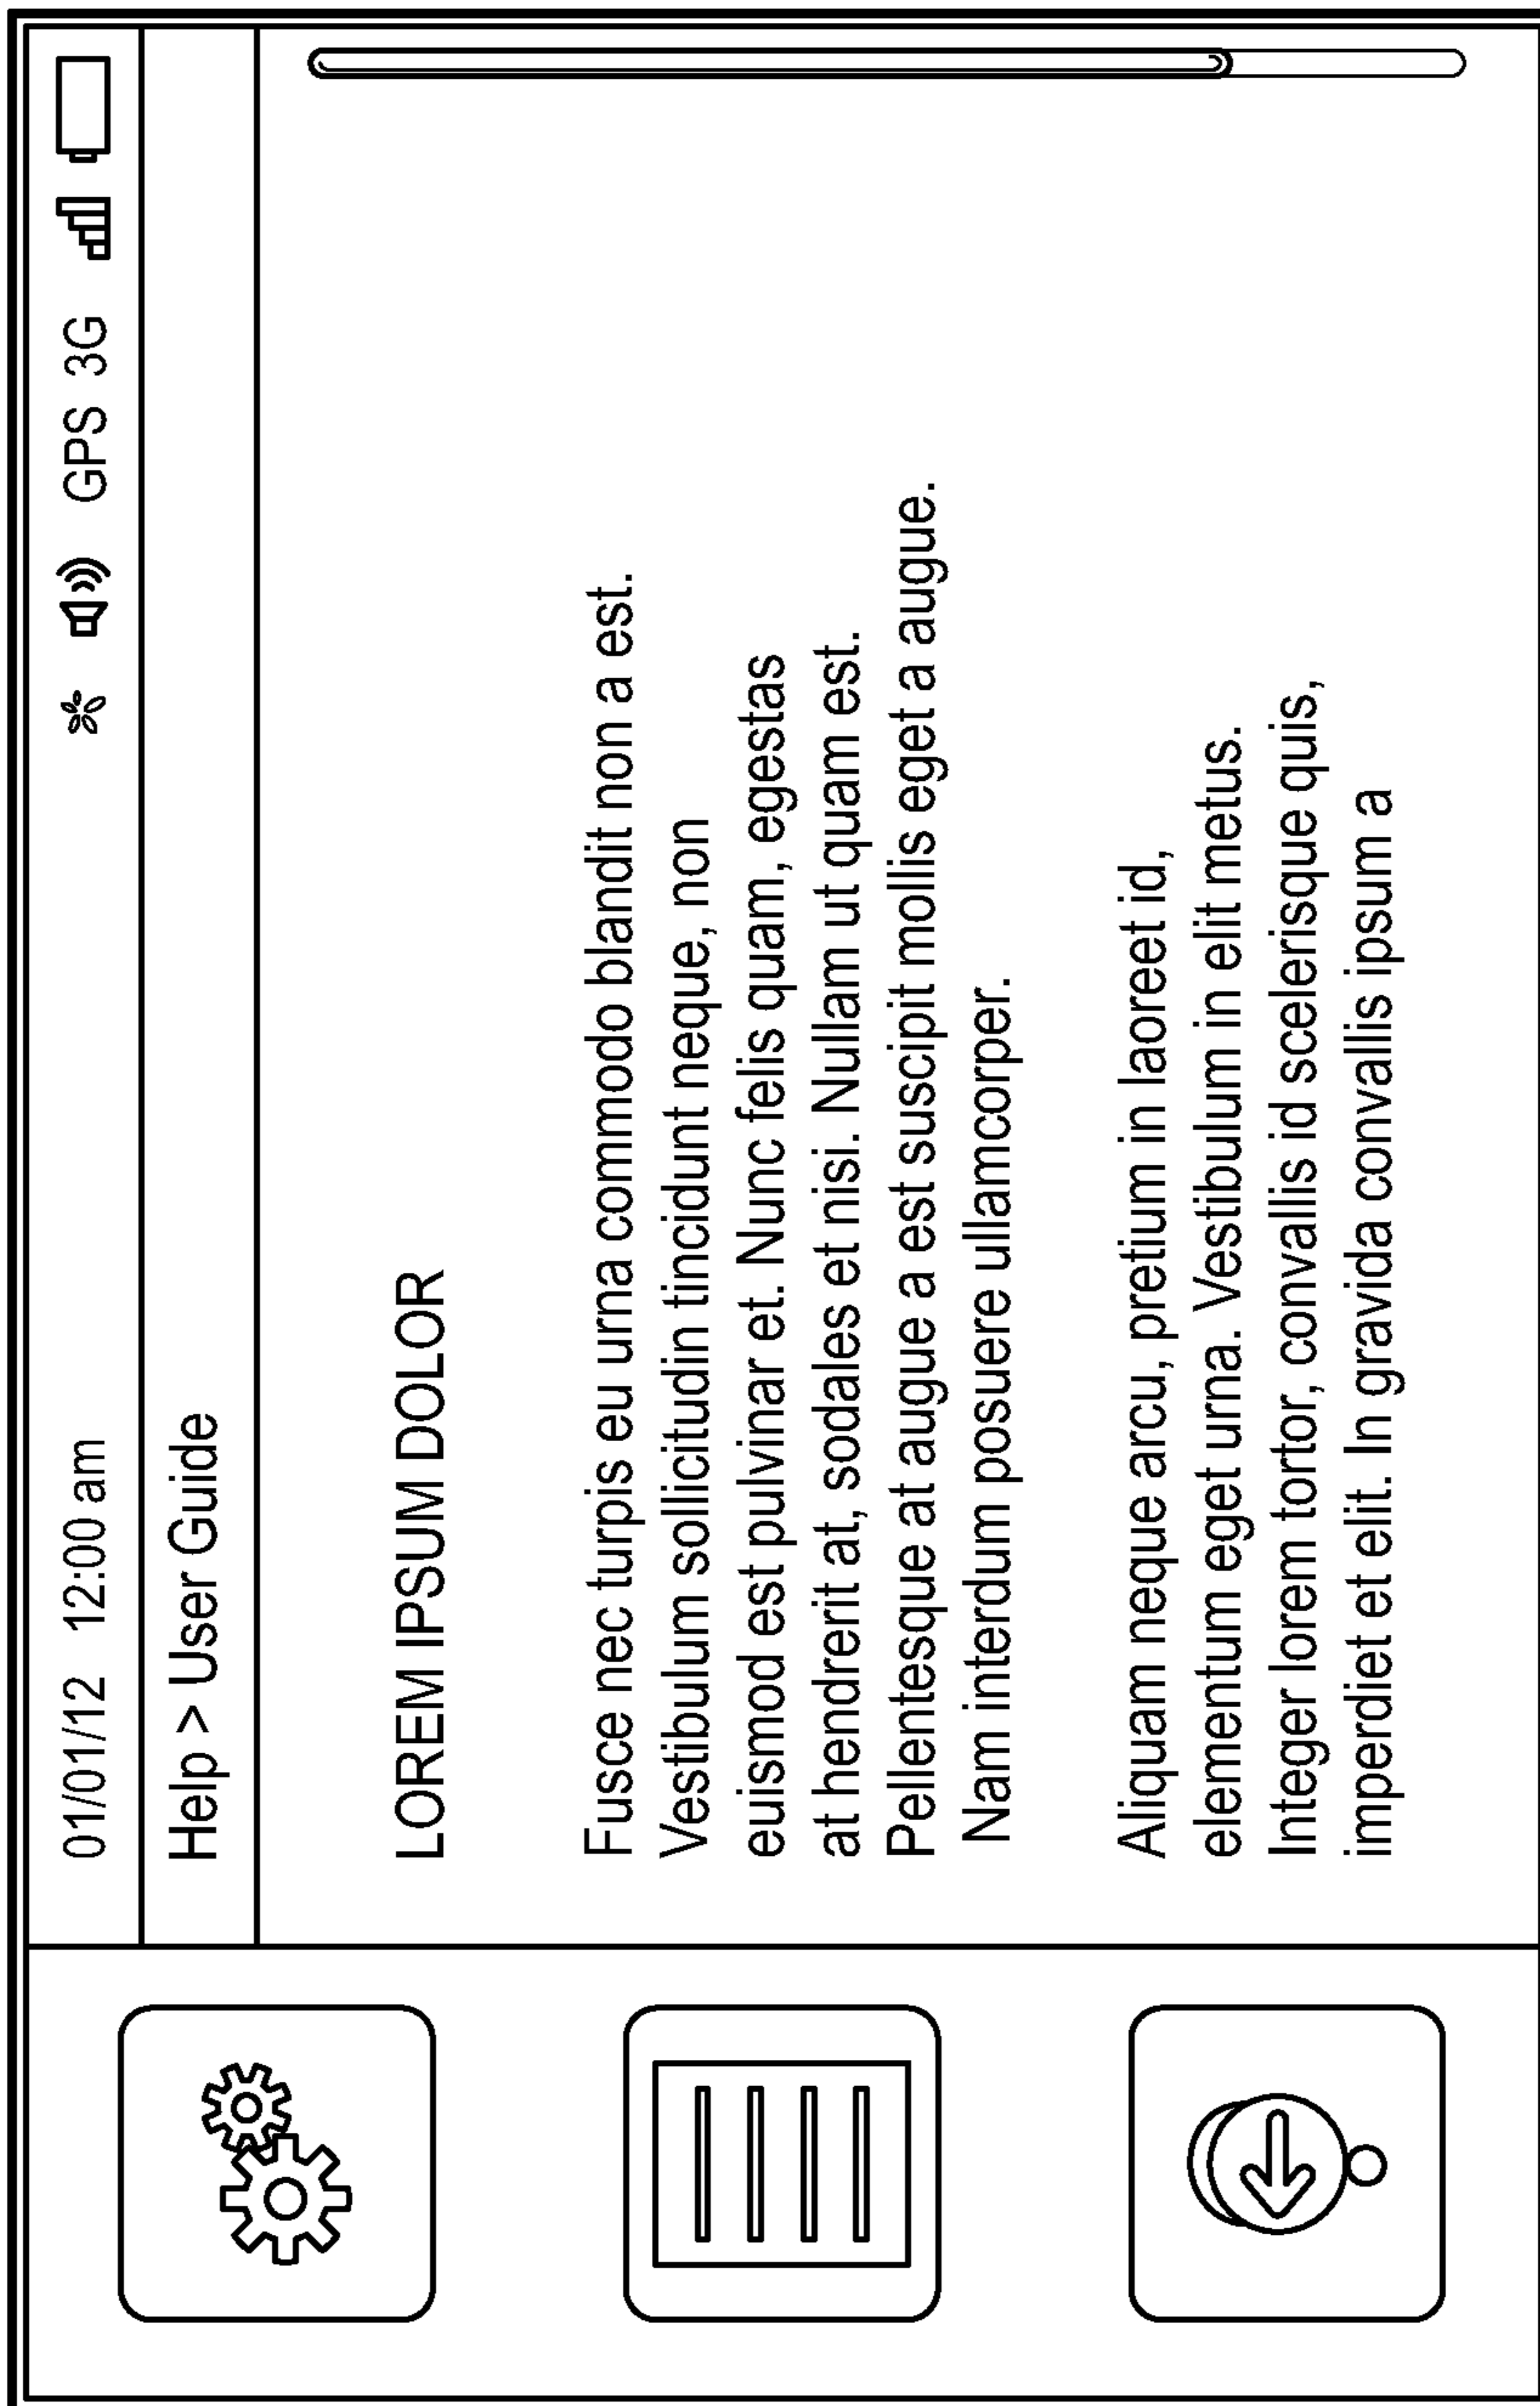 01/01/12 12:00 am GPS 3G
Help > User Guide
LOREM IPSUM DOLOR
Fusce nec turpis eu urna commodo blandit non a est.
Vestibulum sollicitudin tincidunt neque, non
euismod est pulvinar et. Nunc felis quam, egestas
at hendrerit at, sodales et nisi. Nullam ut quam est.
Pellentesque at augue a est suscipit mollis eget a augue.
Nam interdum posuere ullamcorper.
Aliquam neque arcu, pretium in laoreet id,
elementum eget urna. Vestibulum in elit metus.
Integer lorem tortor, convallis id scelerisque quis,
imperdiet et elit. In gravida convallis ipsum a